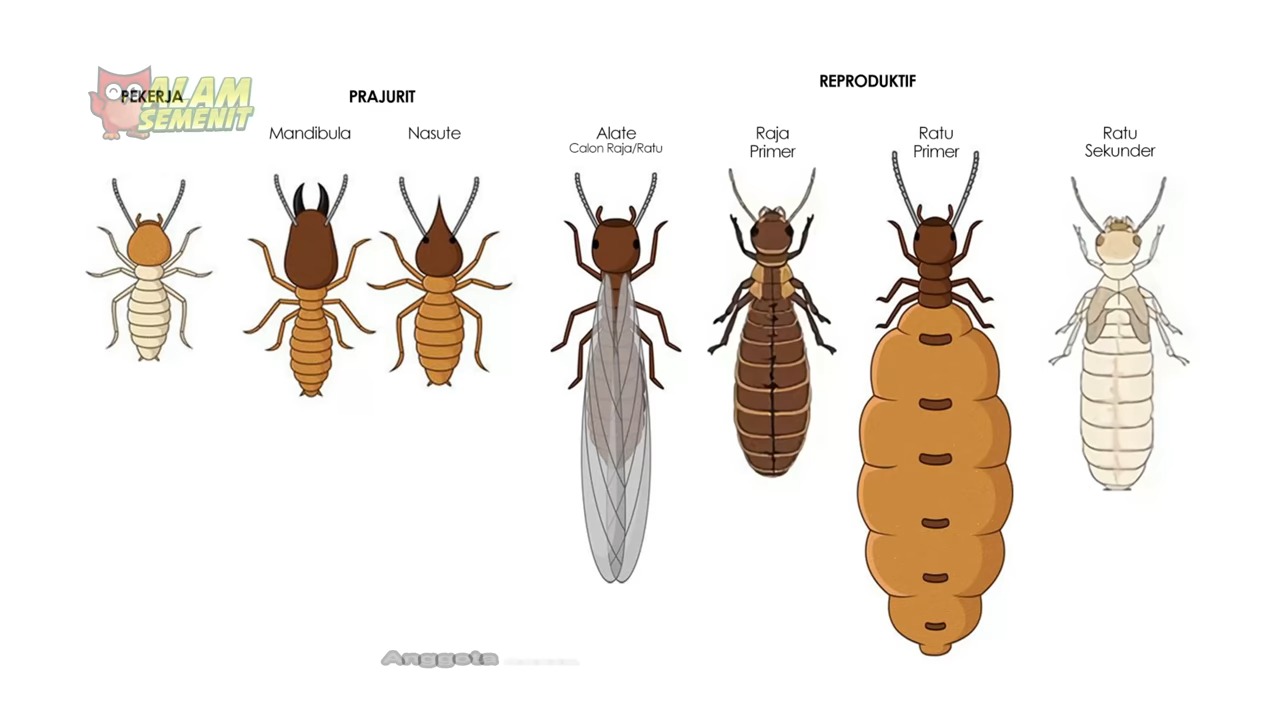 ALAM
SEMENIT
PEKERJA
PRAJURIT
REPRODUKTIF
Mandibula
Nasute
Alate
Calon Raja/Ratu
Raja
Primer
Ratu
Primer
Ratu
Sekunder
Anggota